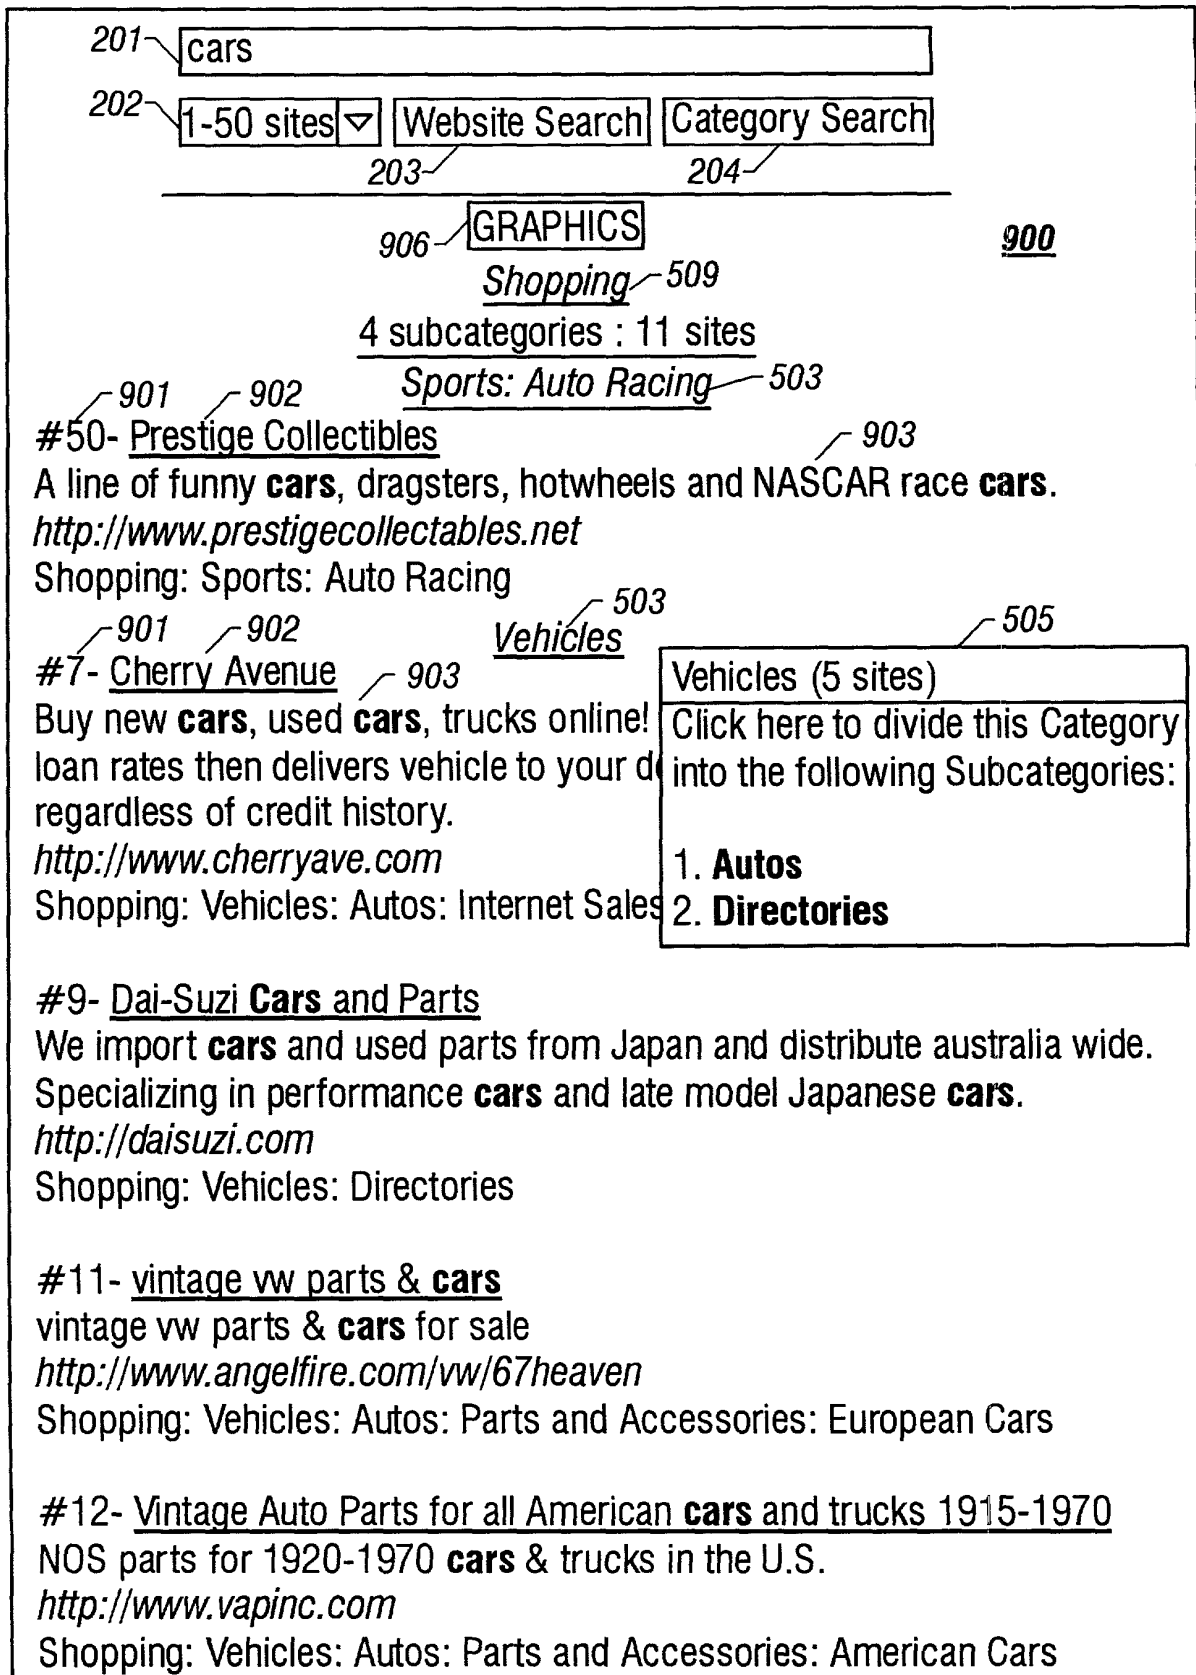 201 cars
202 1-50 sites Website Search Category Search
203 204
906 GRAPHICS 900
Shopping 509
4 subcategories : 11 sites
Sports: Auto Racing 503
901 902
#50- Prestige Collectibles 903
A line of funny cars, dragsters, hotwheels and NASCAR race cars.
http://www.prestigecollectables.net
Shopping: Sports: Auto Racing
901 902 Vehicles 503 505
#7- Cherry Avenue 903
Buy new cars, used cars, trucks online!
loan rates then delivers vehicle to your d
regardless of credit history.
http://www.cherryave.com
Shopping: Vehicles: Autos: Internet Sales
Vehicles (5 sites)
Click here to divide this Category
into the following Subcategories:
1. Autos
2. Directories
#9- Dai-Suzi Cars and Parts
We import cars and used parts from Japan and distribute australia wide.
Specializing in performance cars and late model Japanese cars.
http://daisuzi.com
Shopping: Vehicles: Directories
#11- vintage vw parts & cars
vintage vw parts & cars for sale
http://www.angelfire.com/vw/67heaven
Shopping: Vehicles: Autos: Parts and Accessories: European Cars
#12- Vintage Auto Parts for all American cars and trucks 1915-1970
NOS parts for 1920-1970 cars & trucks in the U.S.
http://www.vapinc.com
Shopping: Vehicles: Autos: Parts and Accessories: American Cars